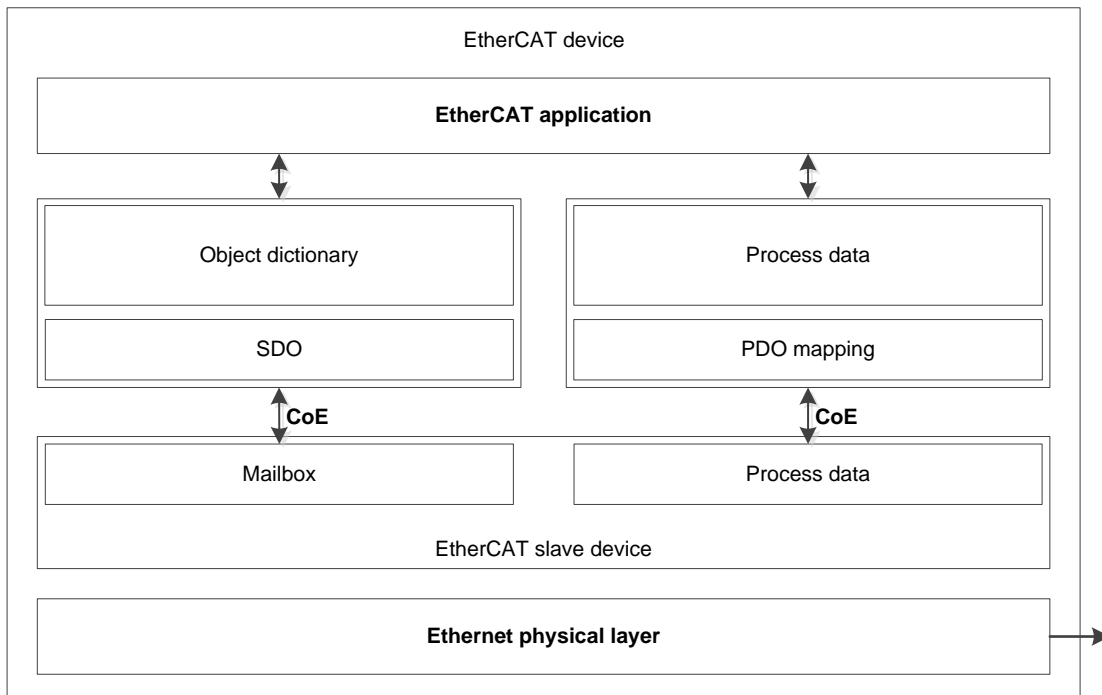 EtherCAT device
EtherCAT application
Object dictionary
Process data
SDO
PDO mapping
CoE
CoE
Mailbox
Process data
EtherCAT slave device
Ethernet physical layer